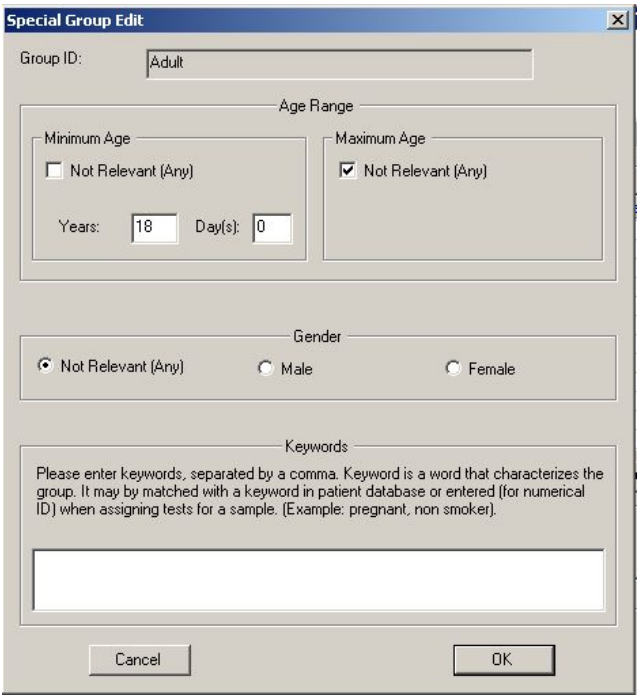 Special Group Edit
Group ID: Adult
Age Range
Minimum Age
Not Relevant (Any)
Years: 18 Day(s): 0
Maximum Age
Not Relevant (Any)
Gender
Not Relevant (Any) Male Female
Keywords
Please enter keywords, separated by a comma. Keyword is a word that characterizes the
group. It may by matched with a keyword in patient database or entered (for numerical
ID) when assigning tests for a sample. (Example: pregnant, non smoker).
Cancel OK